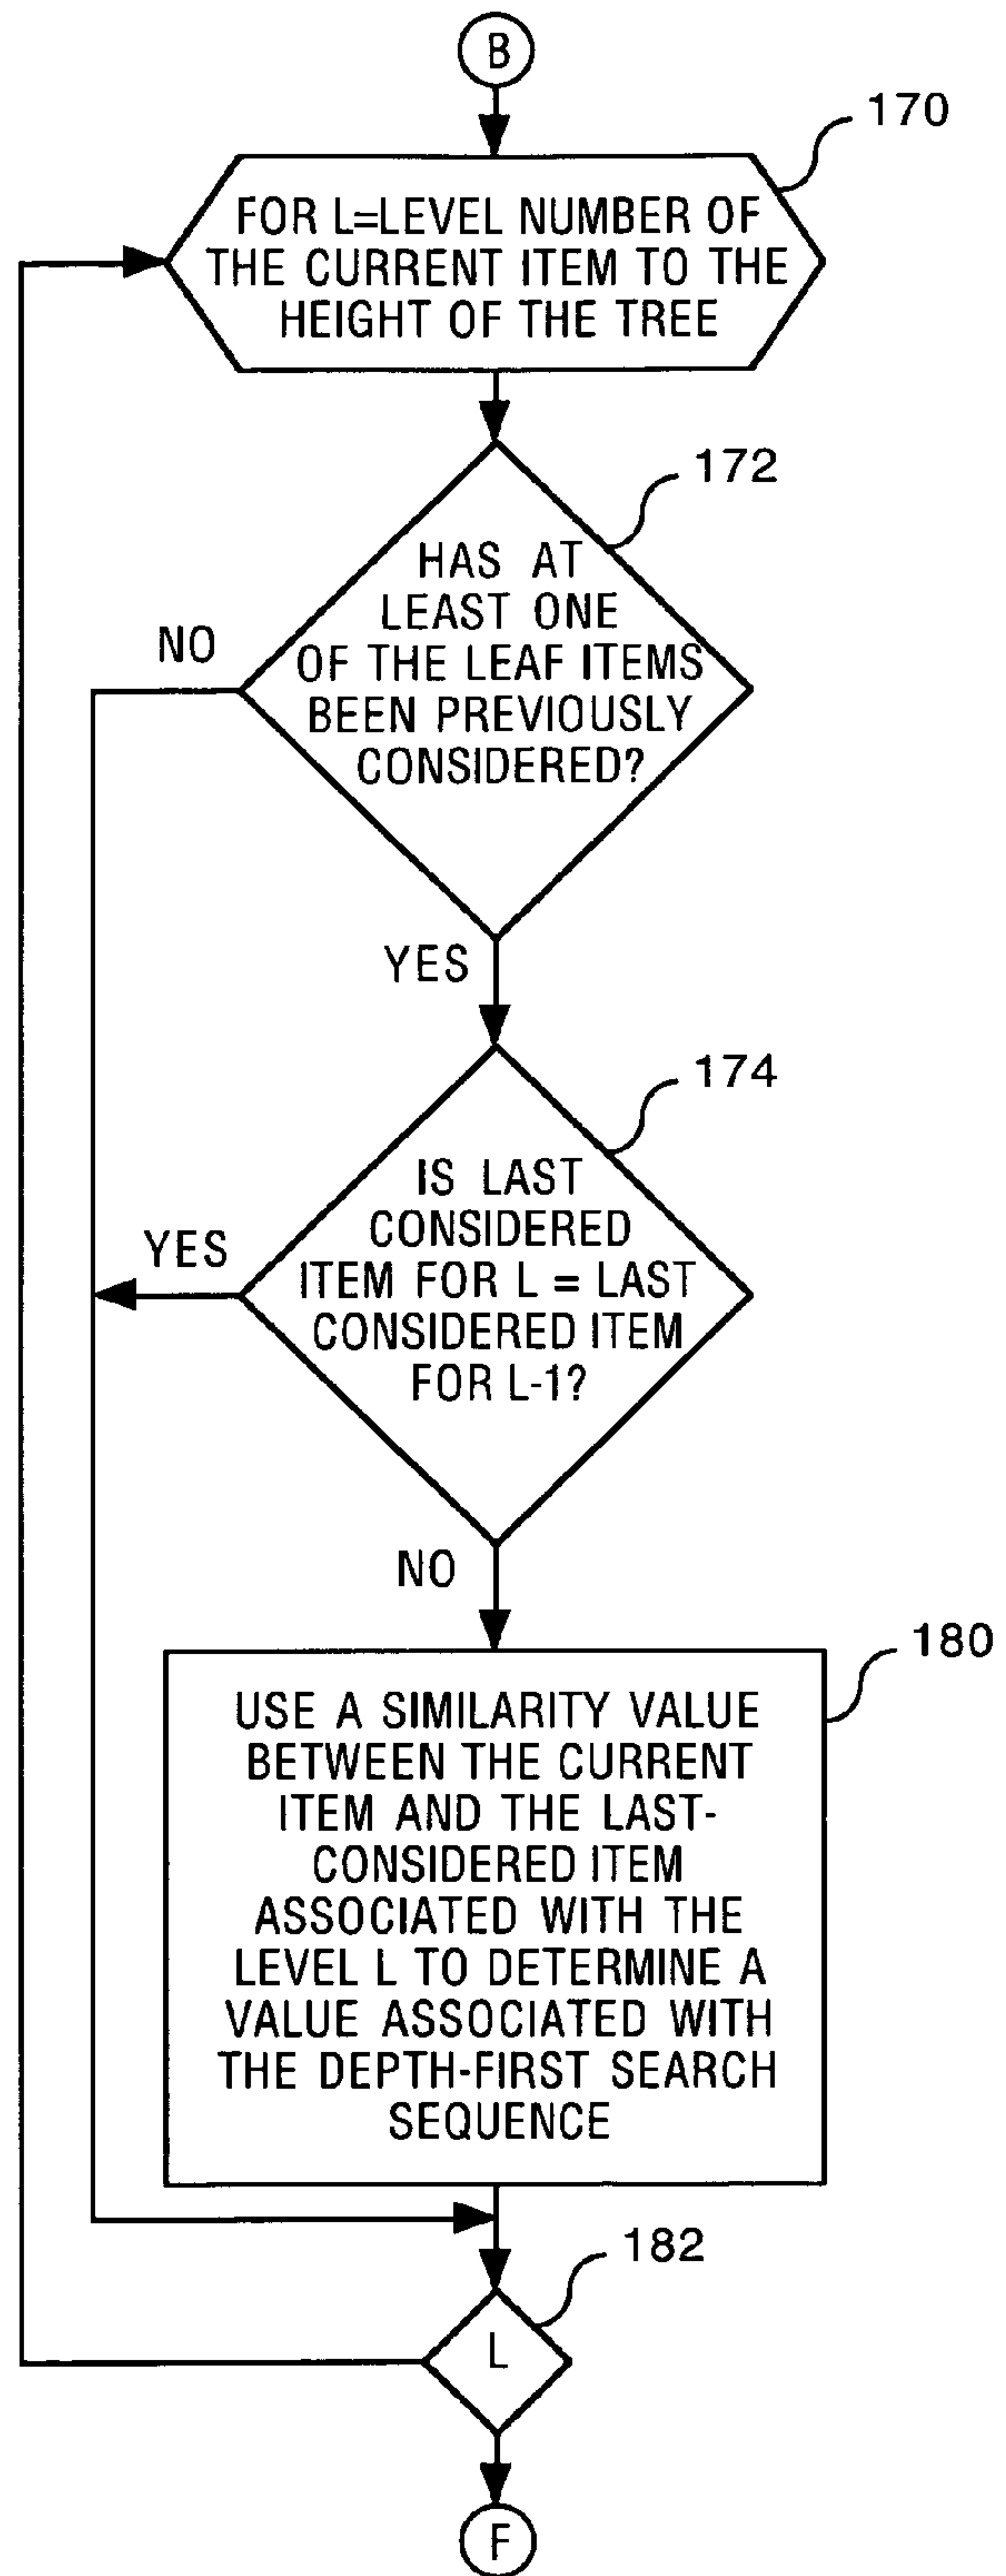 B
170
FOR L=LEVEL NUMBER OF
THE CURRENT ITEM TO THE
HEIGHT OF THE TREE
172
HAS AT
LEAST ONE
OF THE LEAF ITEMS
BEEN PREVIOUSLY
CONSIDERED?
NO
YES
174
IS LAST
CONSIDERED
ITEM FOR L = LAST
CONSIDERED ITEM
FOR L-1?
YES
NO
180
USE A SIMILARITY VALUE
BETWEEN THE CURRENT
ITEM AND THE LAST-
CONSIDERED ITEM
ASSOCIATED WITH THE
LEVEL L TO DETERMINE A
VALUE ASSOCIATED WITH
THE DEPTH-FIRST SEARCH
SEQUENCE
182
L
F